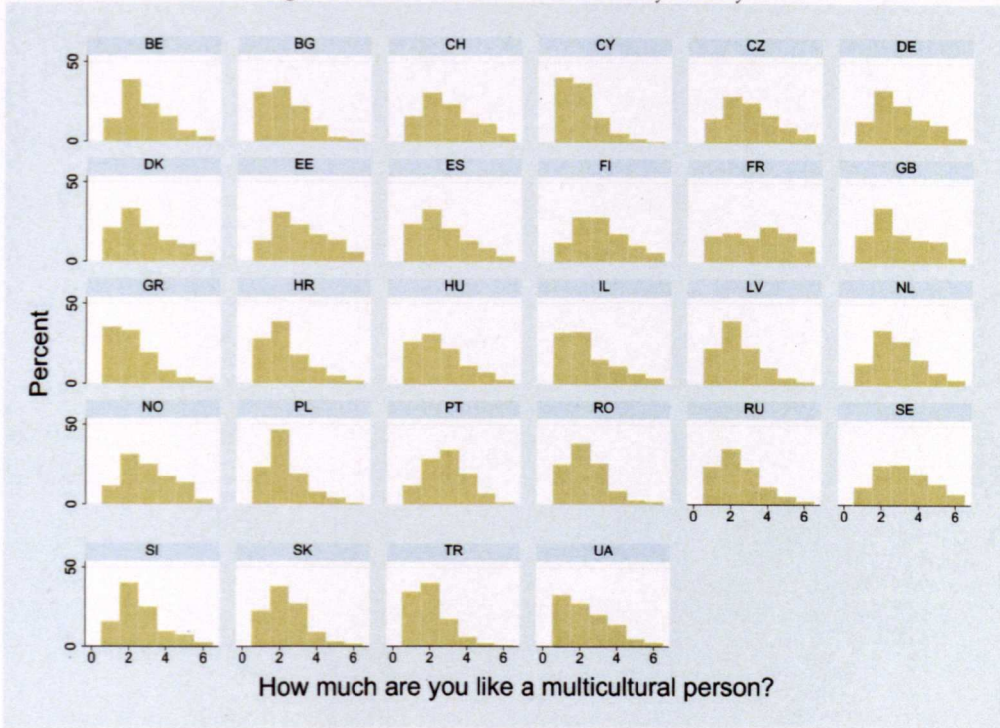 BE BG CH CY CZ DE
50
0
DK EE ES FI FR GB
50
0
GR HR HU IL LV NL
50
0
NO PL PT RO RU SE
50
0
0 2 4 6 0 2 4 6
SI SK TR UA
50
0
0 2 4 6 0 2 4 6 0 2 4 6 0 2 4 6
Percent
How much are you like a multicultural person?